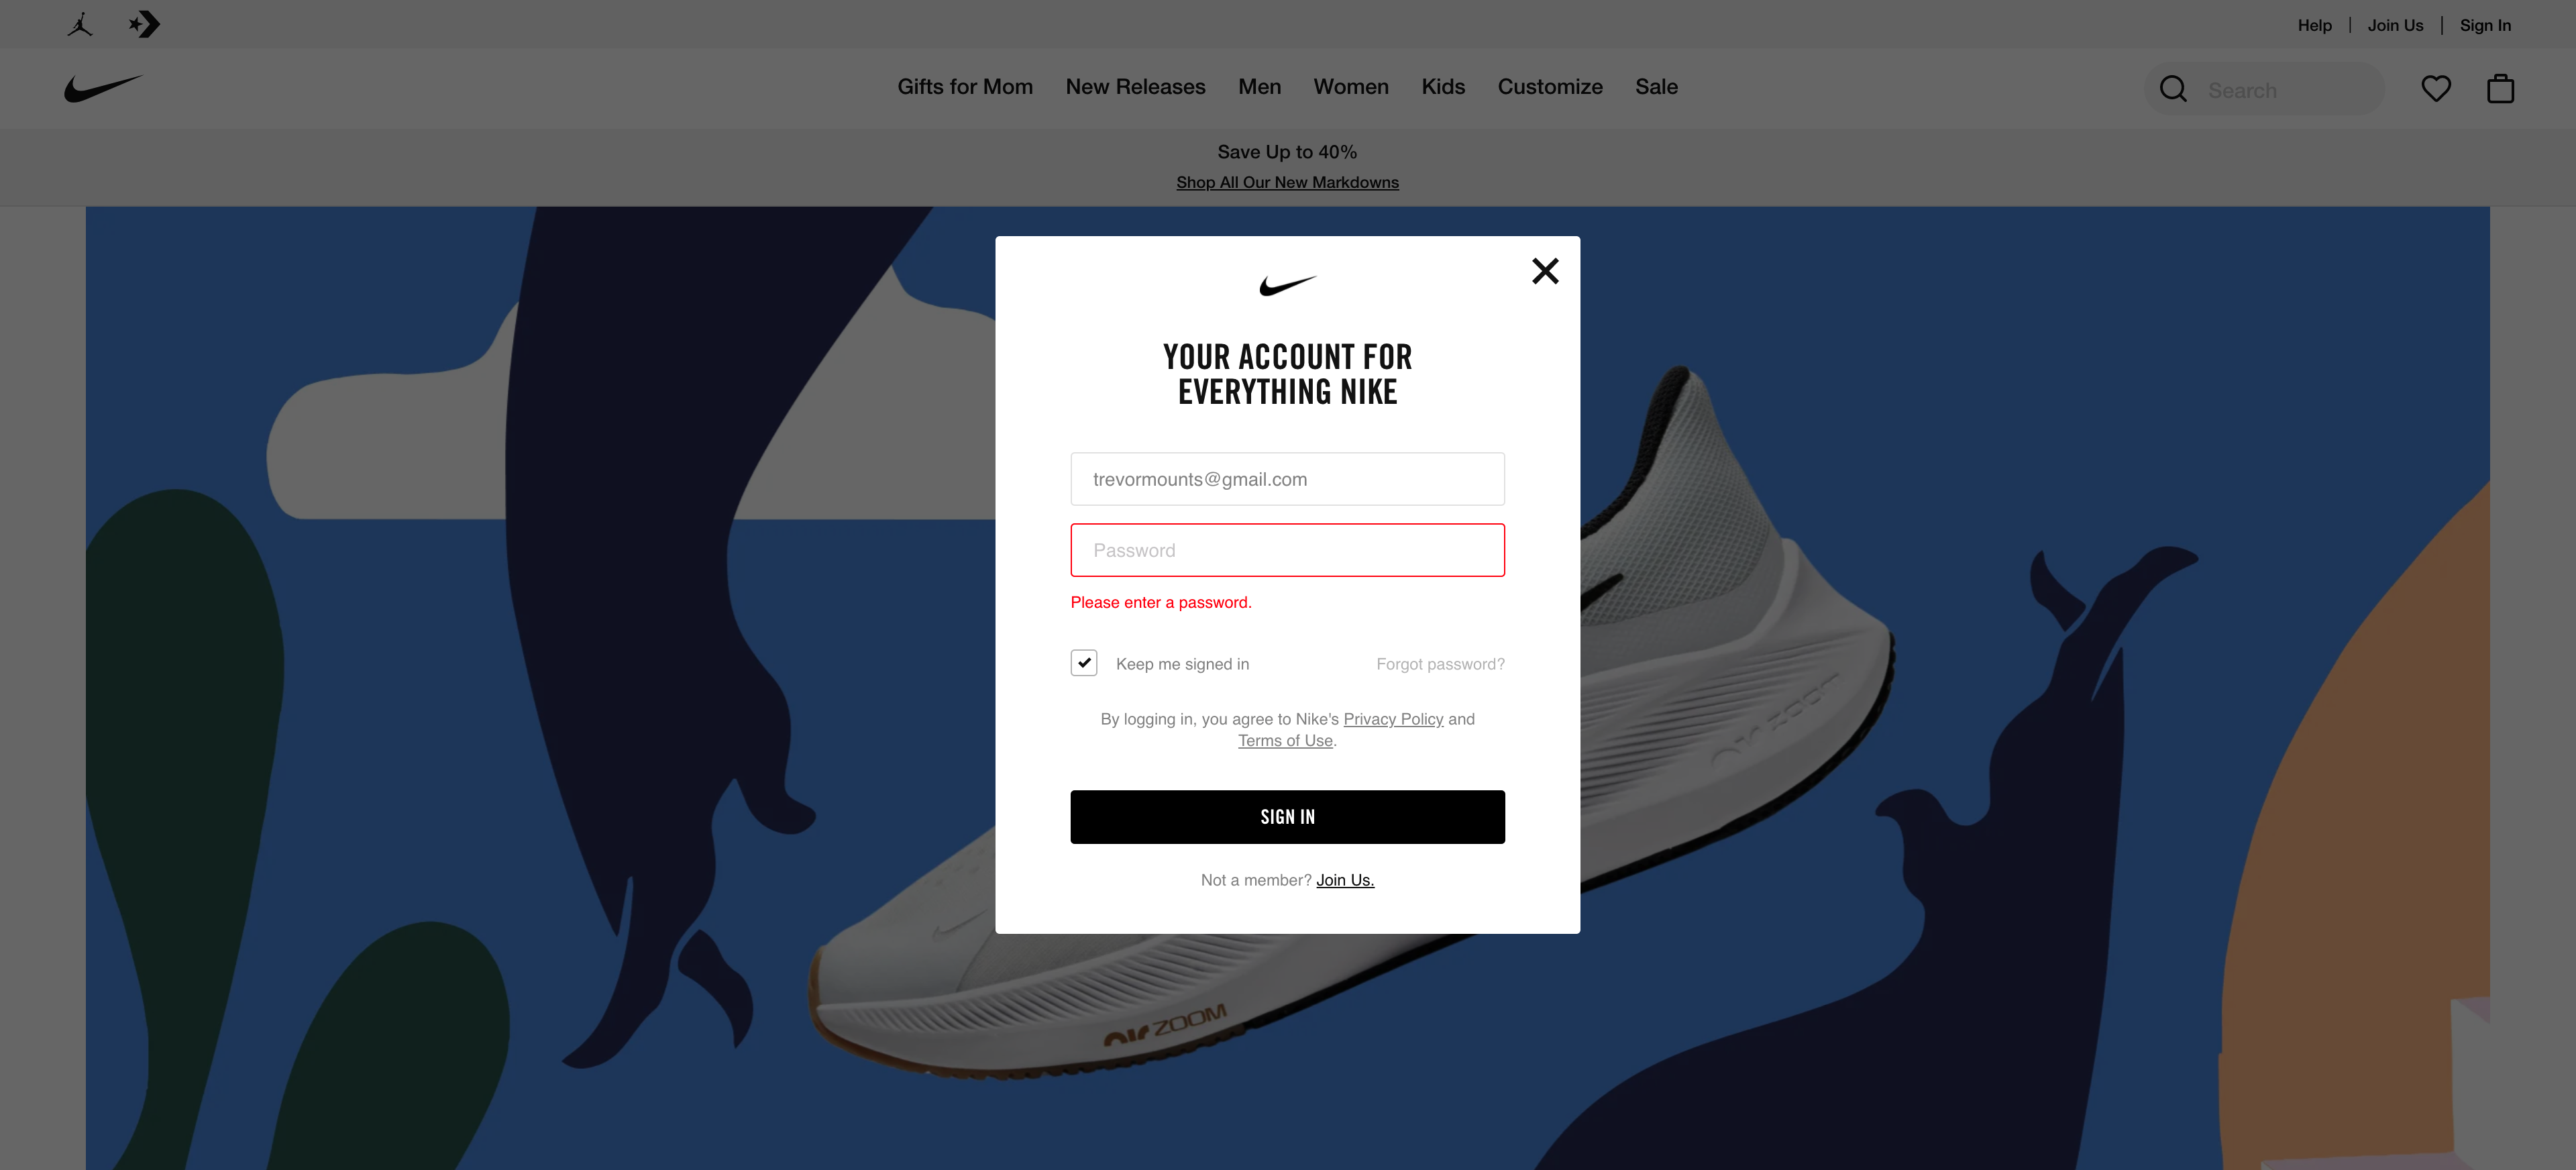 Help | Join Us | Sign In
Gifts for Mom New Releases Men Women Kids Customize Sale
Search
Save Up to 40%
Shop All Our New Markdowns
YOUR ACCOUNT FOR
EVERYTHING NIKE
trevormounts@gmail.com
Password
Please enter a password.
Keep me signed in Forgot password?
By logging in, you agree to Nike's Privacy Policy and
Terms of Use.
SIGN IN
Not a member? Join Us.
air ZOOM